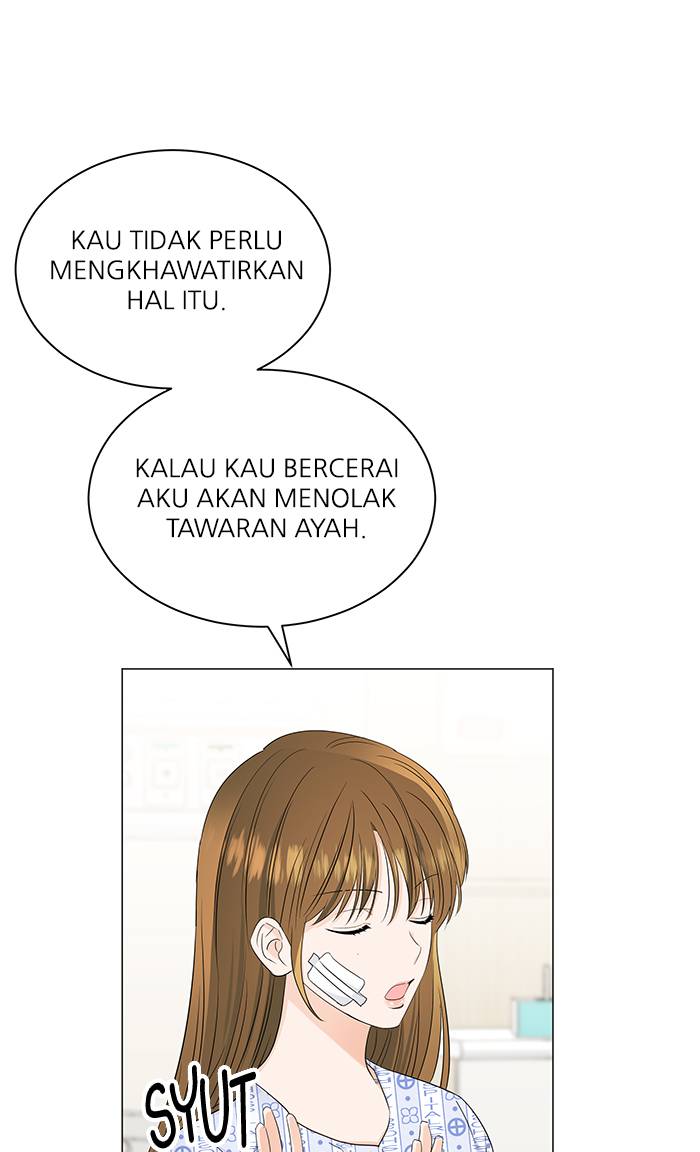 KAU TIDAK PERLU
MENGKHAWATIRKAN
HAL ITU.
KALAU KAU BERCERAI
AKU AKAN MENOLAK
TAWARAN AYAH.
SYUT